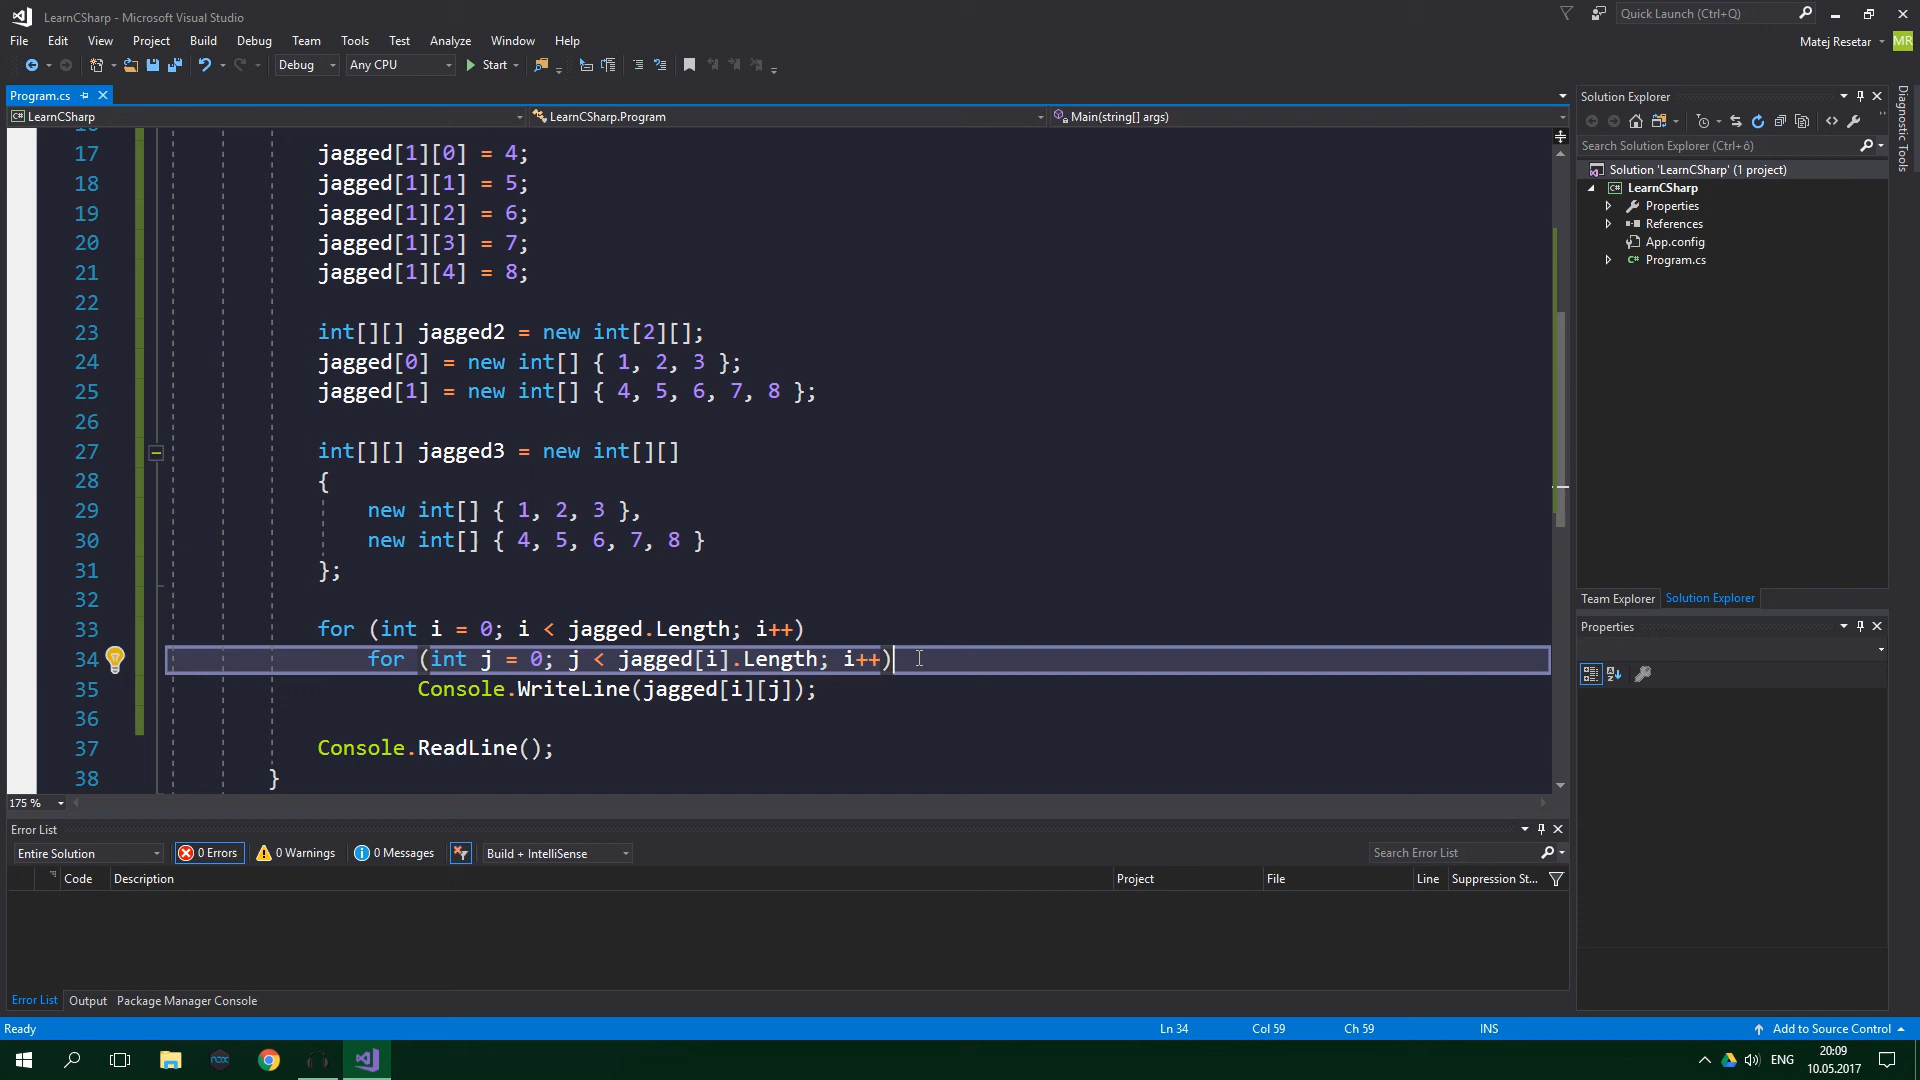 LearnCSharp - Microsoft Visual Studio
Quick Launch (Ctrl+Q)
File Edit View Project Build Debug Team Tools Test Analyze Window Help
Matej Resetar MR
Debug Any CPU Start
Program.cs
LearnCSharp LearnCSharp.Program Main(string[] args)
17 jagged[1][0] = 4;
18 jagged[1][1] = 5;
19 jagged[1][2] = 6;
20 jagged[1][3] = 7;
21 jagged[1][4] = 8;
22
23 int[][] jagged2 = new int[2][];
24 jagged[0] = new int[] { 1, 2, 3 };
25 jagged[1] = new int[] { 4, 5, 6, 7, 8 };
26
27 int[][] jagged3 = new int[][]
28 {
29 new int[] { 1, 2, 3 },
30 new int[] { 4, 5, 6, 7, 8 }
31 };
32
33 for (int i = 0; i < jagged.Length; i++)
34 for (int j = 0; j < jagged[i].Length; i++)
35 Console.WriteLine(jagged[i][j]);
36
37 Console.ReadLine();
38 }
175 %
Solution Explorer
Search Solution Explorer (Ctrl+ô)
Solution 'LearnCSharp' (1 project)
LearnCSharp
Properties
References
App.config
C# Program.cs
Team Explorer Solution Explorer
Properties
Diagnostic Tools
Error List
Entire Solution 0 Errors 0 Warnings 0 Messages Build + IntelliSense Search Error List
Code Description Project File Line Suppression St...
Error List Output Package Manager Console
Ready Ln 34 Col 59 Ch 59 INS Add to Source Control
nox ENG 20:09
10.05.2017